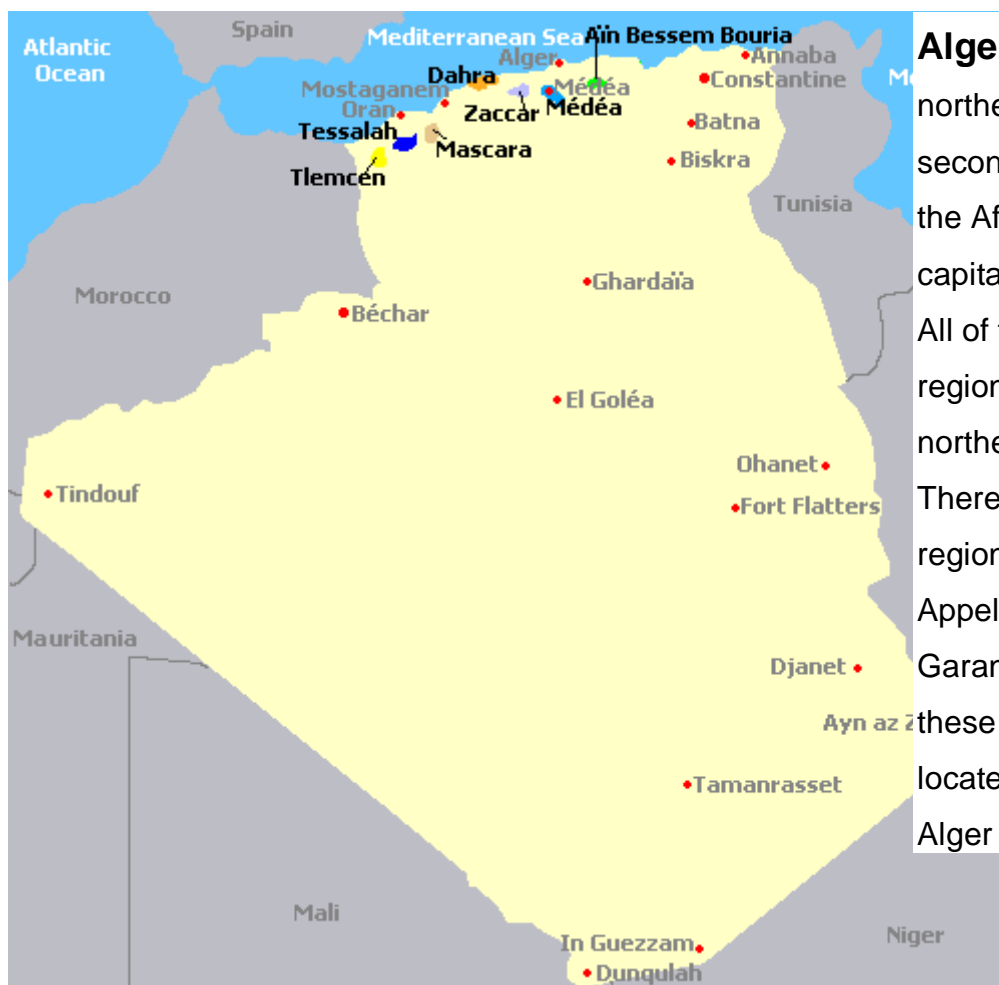 Spain
Atlantic
Ocean
Mediterranean Sea
Aïn Bessem Bouria
Alger
Annaba
Dahra
Médéa
Constantine
Mostaganem
Oran
Zaccar
Médéa
Tessalah
Mascara
Batna
Tlemcen
Biskra
Tunisia
Morocco
Ghardaïa
Béchar
El Goléa
Ohanet
Tindouf
Fort Flatters
Mauritania
Djanet
Ayn az
Tamanrasset
Mali
In Guezzam
Niger
Dunqulah
Alge
northe
secon
the Af
capita
All of
region
northe
There
region
Appel
Garan
these
locate
Alger